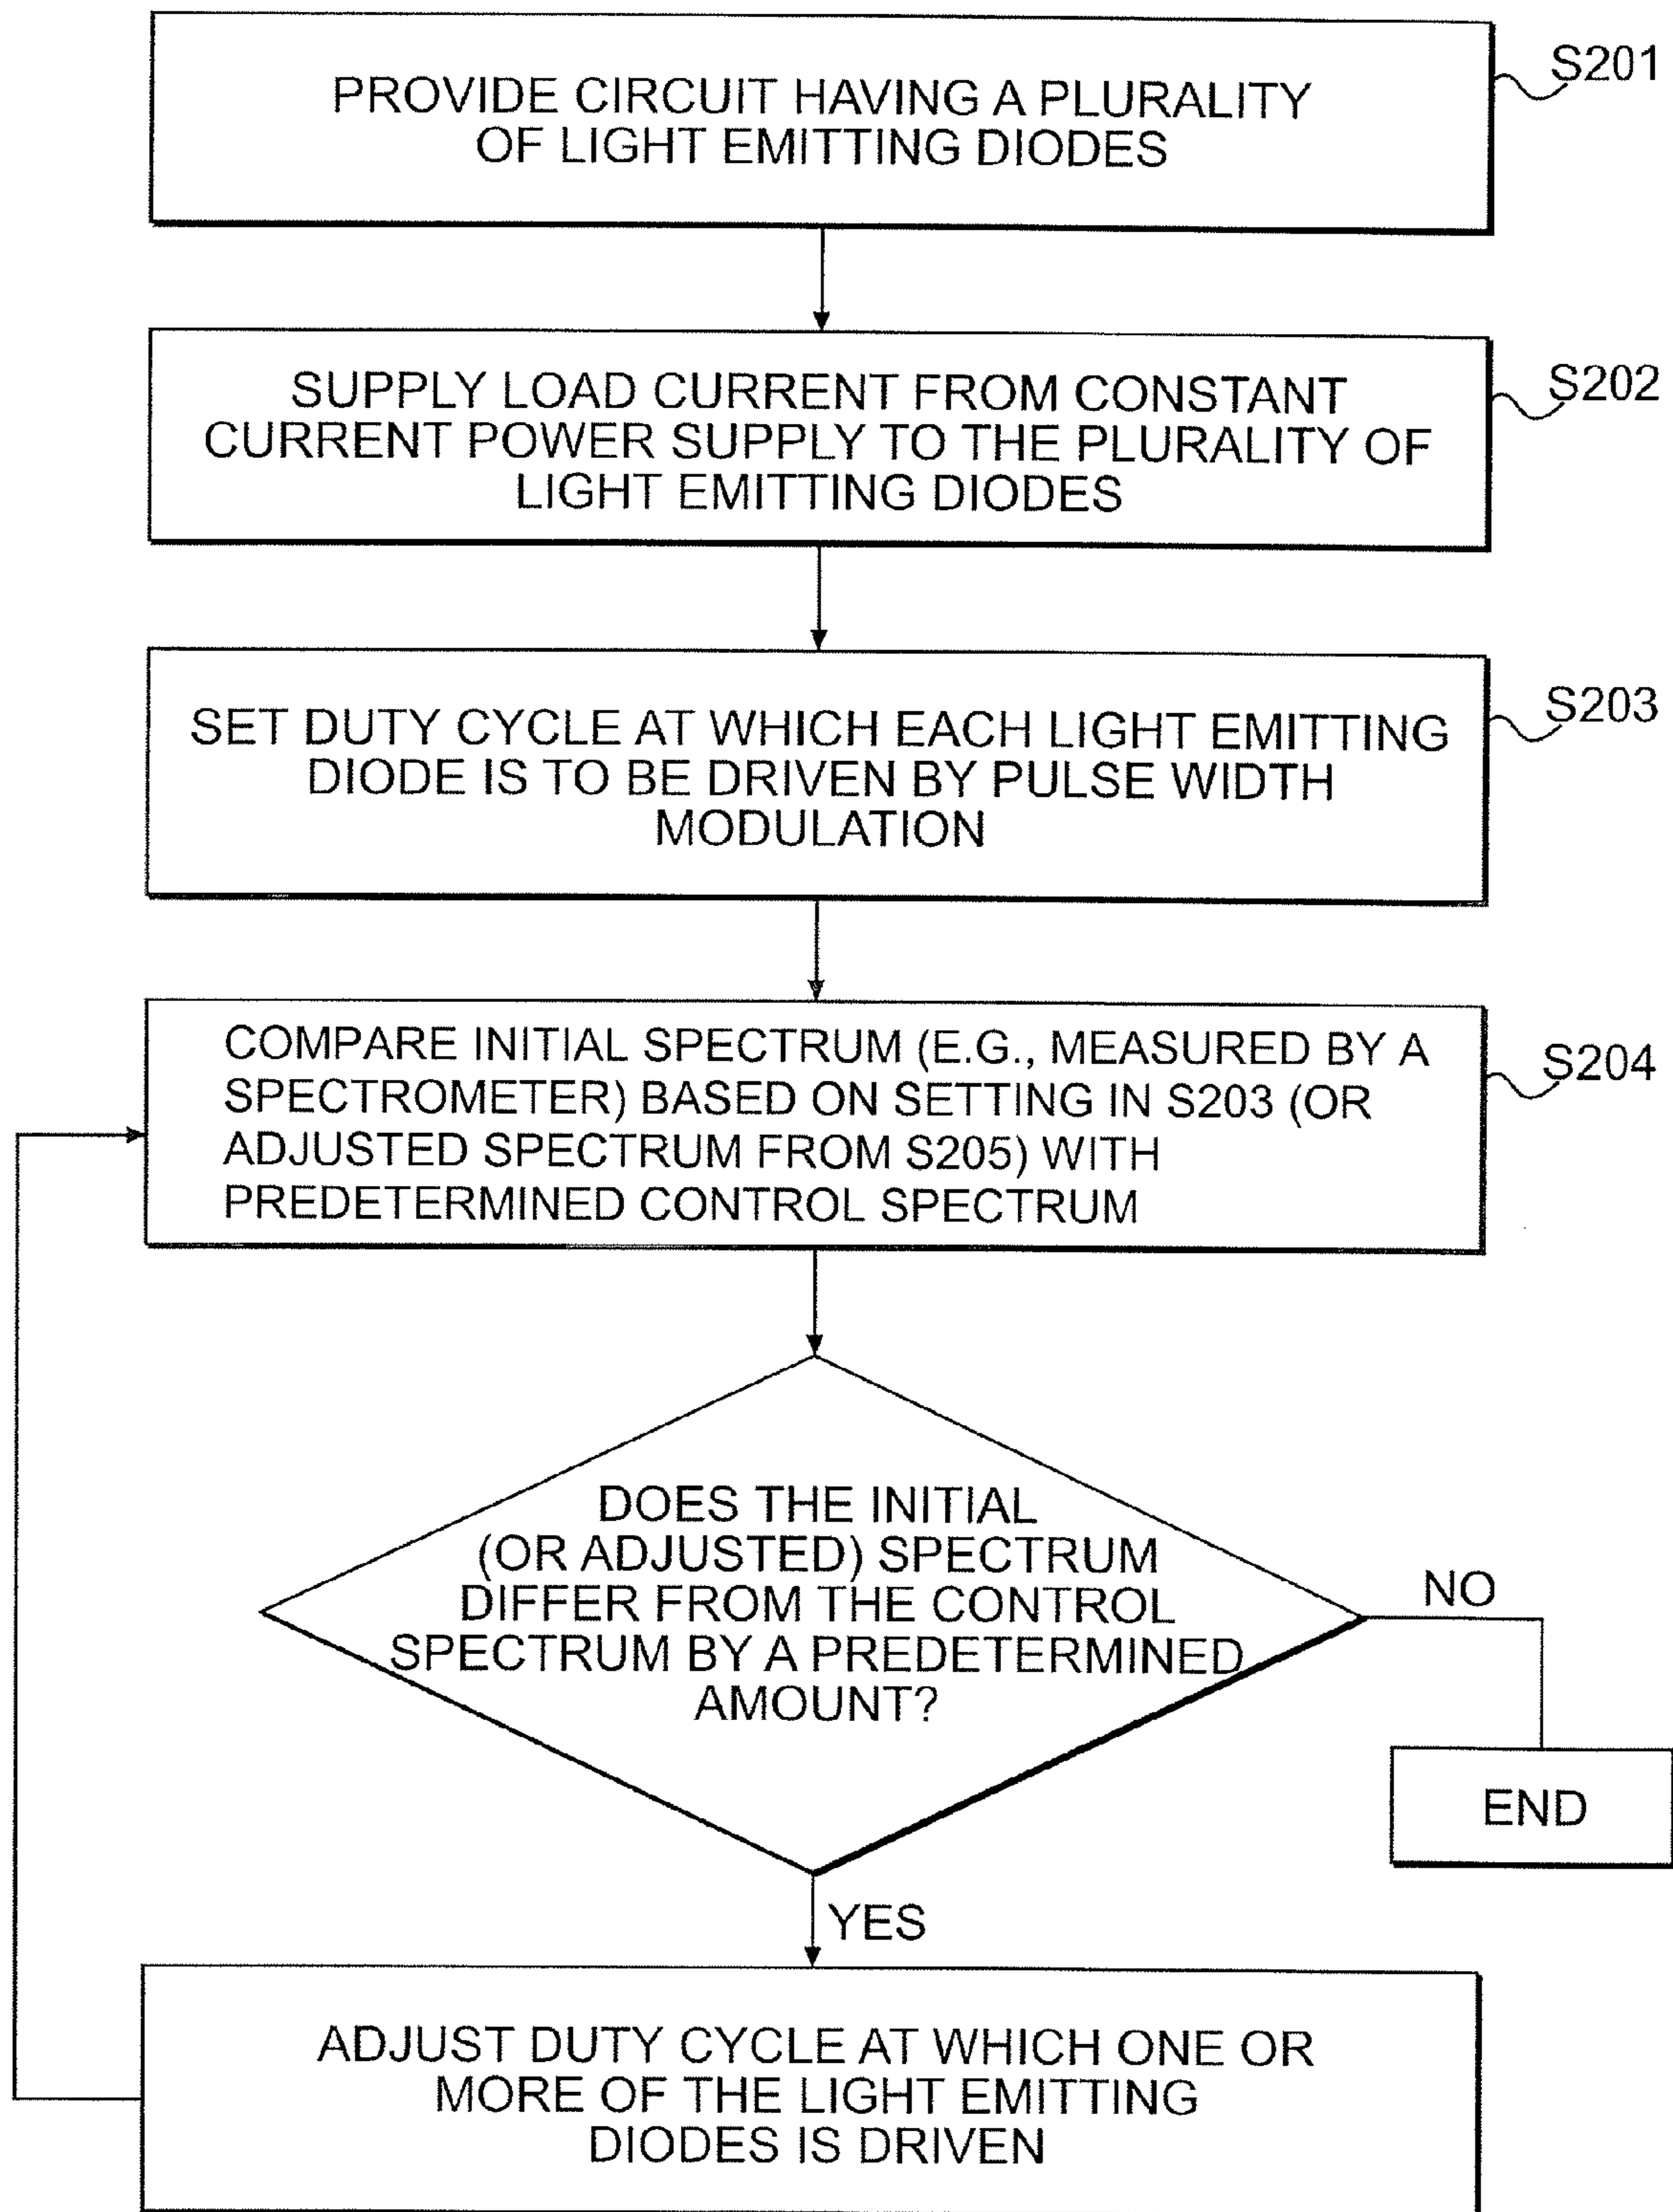 PROVIDE CIRCUIT HAVING A PLURALITY
OF LIGHT EMITTING DIODES
S201
SUPPLY LOAD CURRENT FROM CONSTANT
CURRENT POWER SUPPLY TO THE PLURALITY OF
LIGHT EMITTING DIODES
S202
SET DUTY CYCLE AT WHICH EACH LIGHT EMITTING
DIODE IS TO BE DRIVEN BY PULSE WIDTH
MODULATION
S203
COMPARE INITIAL SPECTRUM (E.G., MEASURED BY A
SPECTROMETER) BASED ON SETTING IN S203 (OR
ADJUSTED SPECTRUM FROM S205) WITH
PREDETERMINED CONTROL SPECTRUM
S204
DOES THE INITIAL
(OR ADJUSTED) SPECTRUM
DIFFER FROM THE CONTROL
SPECTRUM BY A PREDETERMINED
AMOUNT?
NO
END
YES
ADJUST DUTY CYCLE AT WHICH ONE OR
MORE OF THE LIGHT EMITTING
DIODES IS DRIVEN